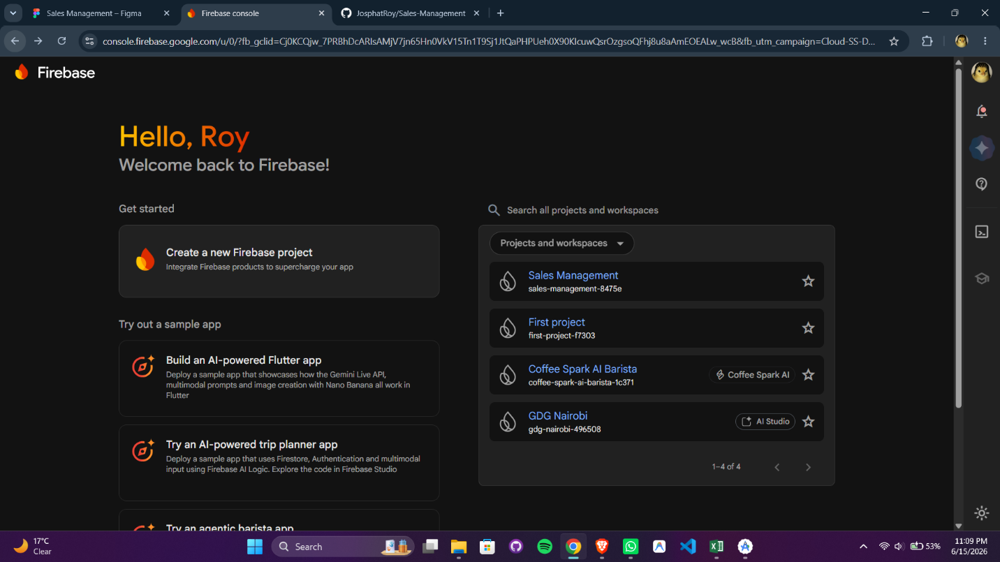 Sales Management – Figma
Firebase console
JosphatRoy/Sales-Management
console.firebase.google.com/u/0/?fb_gclid=Cj0KCQjw_7PRBhDcARIsAMjV7jn65Hn0VkV15Tn1T9Sj1JtQaPHPUeh0X90KIcuwQsrOzgsoQFhj8u8aAmEOEALw_wcB&fb_utm_campaign=Cloud-SS-D...
Firebase
Hello, Roy
Welcome back to Firebase!
Get started
Create a new Firebase project
Integrate Firebase products to supercharge your app
Try out a sample app
Build an AI-powered Flutter app
Deploy a sample app that showcases how the Gemini Live API,
multimodal prompts and image creation with Nano Banana all work in
Flutter
Try an AI-powered trip planner app
Deploy a sample app that uses Firestore, Authentication and multimodal
input using Firebase AI Logic. Explore the code in Firebase Studio
Try an agentic barista app
Search all projects and workspaces
Projects and workspaces
Sales Management
sales-management-8475e
First project
first-project-f7303
Coffee Spark AI Barista
coffee-spark-ai-barista-1c371
Coffee Spark AI
GDG Nairobi
gdg-nairobi-496508
AI Studio
1–4 of 4
17°C
Clear
Search
53%
11:09 PM
6/15/2026